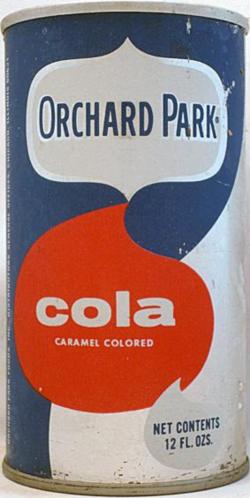 ORCHARD PARK
cola
CARAMEL COLORED
NET CONTENTS
12 FL. OZS.